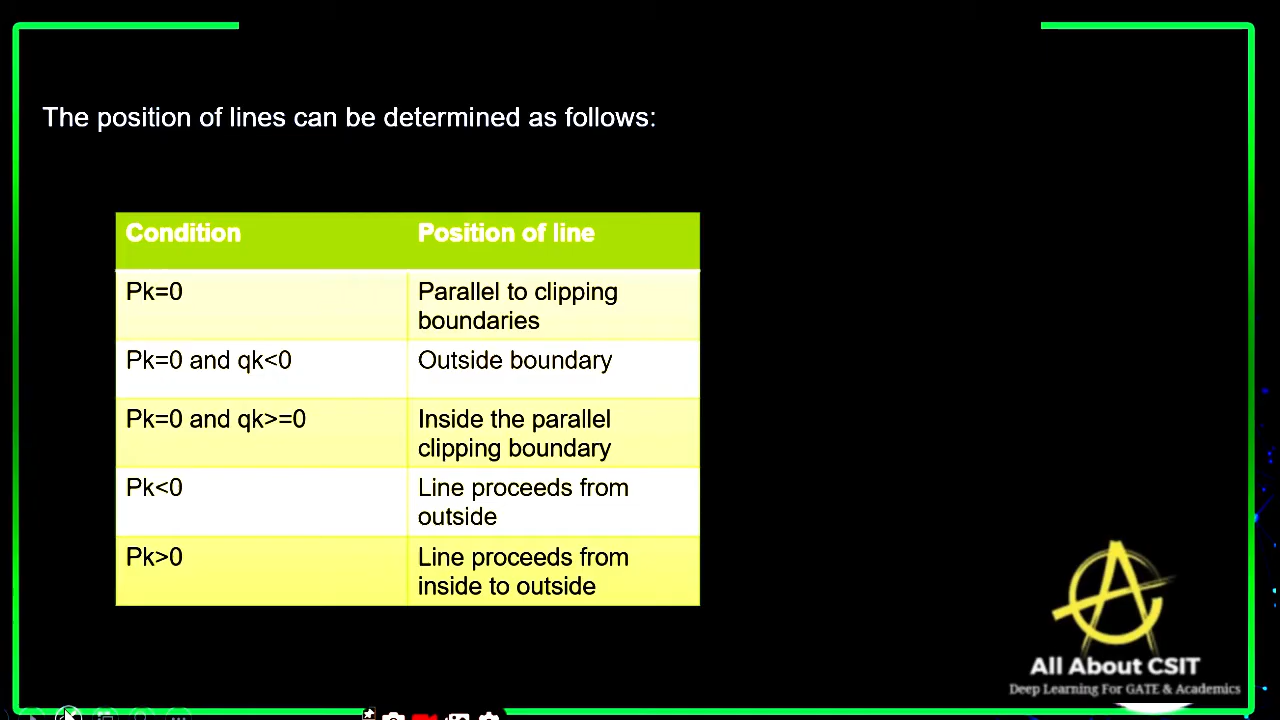 The position of lines can be determined as follows:
Condition
Position of line
Pk=0
Parallel to clipping
boundaries
Pk=0 and qk<0
Outside boundary
Pk=0 and qk>=0
Inside the parallel
clipping boundary
Pk<0
Line proceeds from
outside
Pk>0
Line proceeds from
inside to outside
All About CSIT
Deep Learning For GATE & Academics